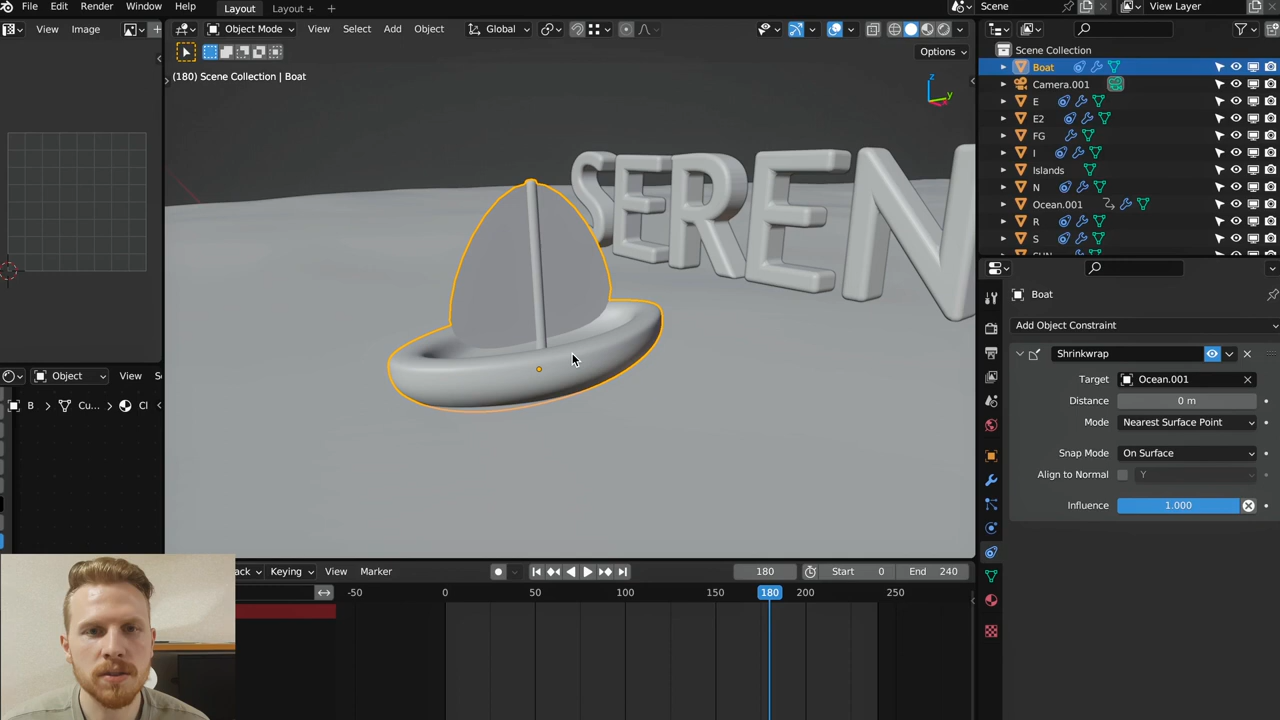 File Edit Render Window Help Layout Layout + + Scene View Layer
View Image Object Mode View Select Add Object Global
Options
(180) Scene Collection | Boat
Z
Y
SEREN
Scene Collection
Boat
Camera.001
E
E2
FG
I
Islands
N
Ocean.001
R
S
Boat
Add Object Constraint
Shrinkwrap
Target Ocean.001
Distance 0 m
Mode Nearest Surface Point
Snap Mode On Surface
Align to Normal Y
Influence 1.000
Object View S
B Cu... Cl
ack Keying View Marker 180 Start 0 End 240
-50 0 50 100 150 180 200 250